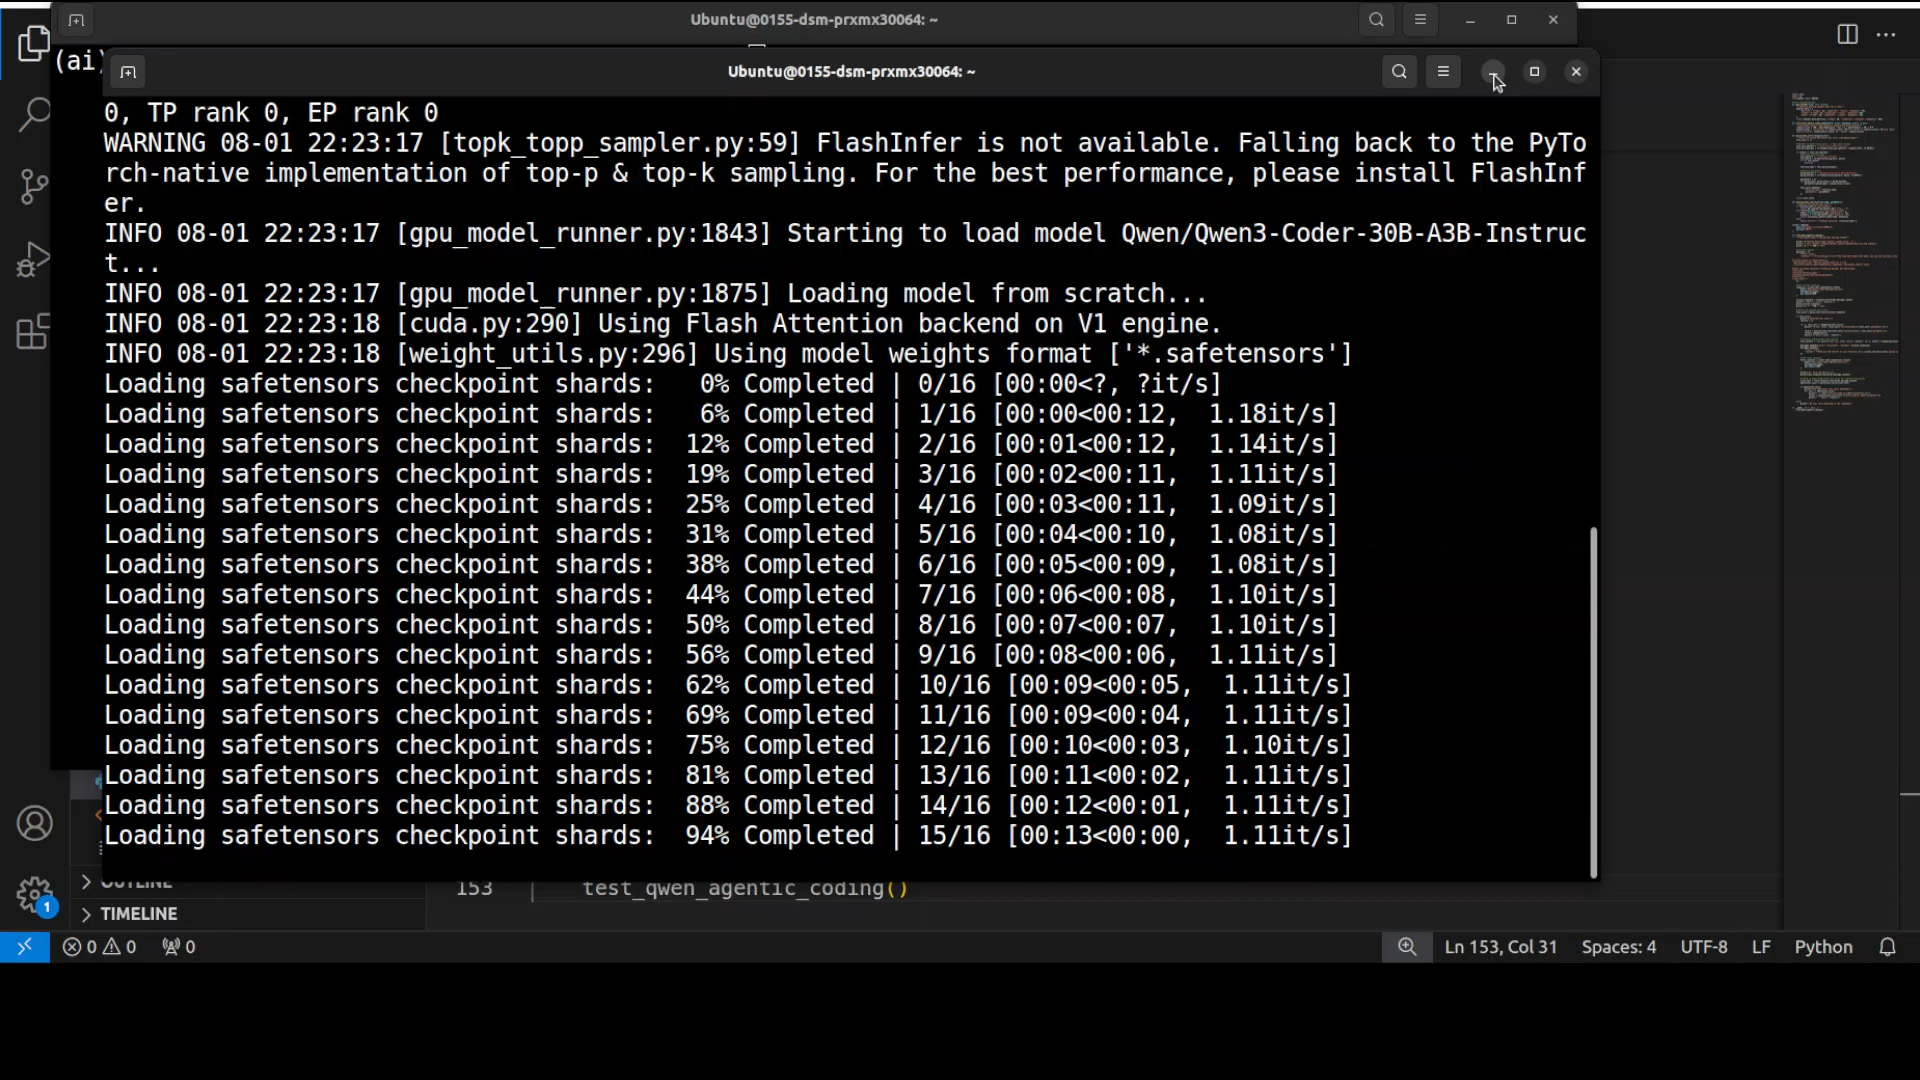 Ubuntu@0155-dsm-prxmx30064: ~
(ai)
Ubuntu@0155-dsm-prxmx30064: ~
0, TP rank 0, EP rank 0
WARNING 08-01 22:23:17 [topk_topp_sampler.py:59] FlashInfer is not available. Falling back to the PyTo
rch-native implementation of top-p & top-k sampling. For the best performance, please install FlashInf
er.
INFO 08-01 22:23:17 [gpu_model_runner.py:1843] Starting to load model Qwen/Qwen3-Coder-30B-A3B-Instruc
t...
INFO 08-01 22:23:17 [gpu_model_runner.py:1875] Loading model from scratch...
INFO 08-01 22:23:18 [cuda.py:290] Using Flash Attention backend on V1 engine.
INFO 08-01 22:23:18 [weight_utils.py:296] Using model weights format ['*.safetensors']
Loading safetensors checkpoint shards:   0% Completed | 0/16 [00:00<?, ?it/s]
Loading safetensors checkpoint shards:   6% Completed | 1/16 [00:00<00:12,  1.18it/s]
Loading safetensors checkpoint shards:  12% Completed | 2/16 [00:01<00:12,  1.14it/s]
Loading safetensors checkpoint shards:  19% Completed | 3/16 [00:02<00:11,  1.11it/s]
Loading safetensors checkpoint shards:  25% Completed | 4/16 [00:03<00:11,  1.09it/s]
Loading safetensors checkpoint shards:  31% Completed | 5/16 [00:04<00:10,  1.08it/s]
Loading safetensors checkpoint shards:  38% Completed | 6/16 [00:05<00:09,  1.08it/s]
Loading safetensors checkpoint shards:  44% Completed | 7/16 [00:06<00:08,  1.10it/s]
Loading safetensors checkpoint shards:  50% Completed | 8/16 [00:07<00:07,  1.10it/s]
Loading safetensors checkpoint shards:  56% Completed | 9/16 [00:08<00:06,  1.11it/s]
Loading safetensors checkpoint shards:  62% Completed | 10/16 [00:09<00:05,  1.11it/s]
Loading safetensors checkpoint shards:  69% Completed | 11/16 [00:09<00:04,  1.11it/s]
Loading safetensors checkpoint shards:  75% Completed | 12/16 [00:10<00:03,  1.10it/s]
Loading safetensors checkpoint shards:  81% Completed | 13/16 [00:11<00:02,  1.11it/s]
Loading safetensors checkpoint shards:  88% Completed | 14/16 [00:12<00:01,  1.11it/s]
Loading safetensors checkpoint shards:  94% Completed | 15/16 [00:13<00:00,  1.11it/s]
OUTLINE
153 test_qwen_agentic_coding()
TIMELINE
1
0 0 0 Ln 153, Col 31 Spaces: 4 UTF-8 LF Python